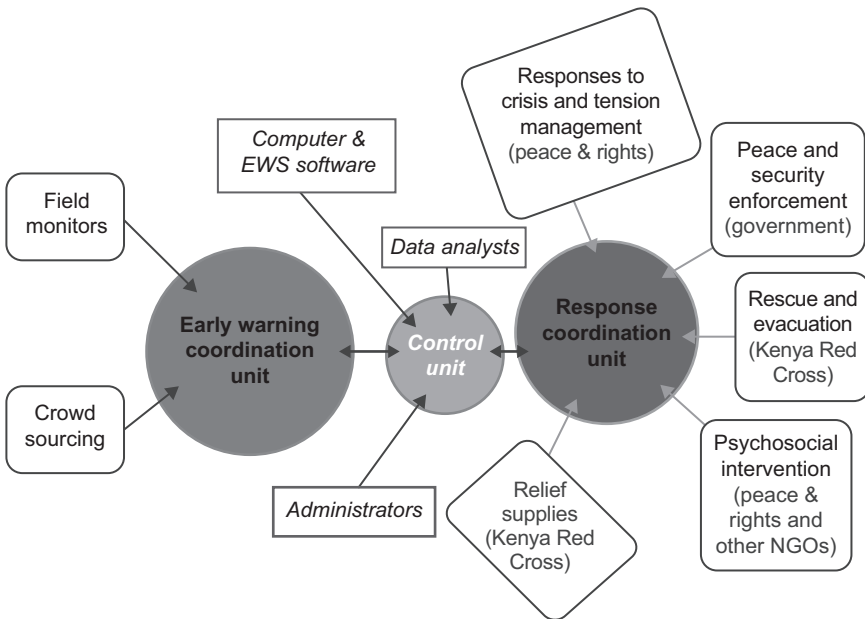 Responses to
crisis and tension
management
(peace & rights)
Computer &
EWS software
Peace and
security
enforcement
(government)
Field
monitors
Data analysts
Early warning
coordination
unit
Control
unit
Response
coordination
unit
Rescue and
evacuation
(Kenya Red
Cross)
Crowd
sourcing
Administrators
Relief
supplies
(Kenya Red
Cross)
Psychosocial
intervention
(peace &
rights and
other NGOs)